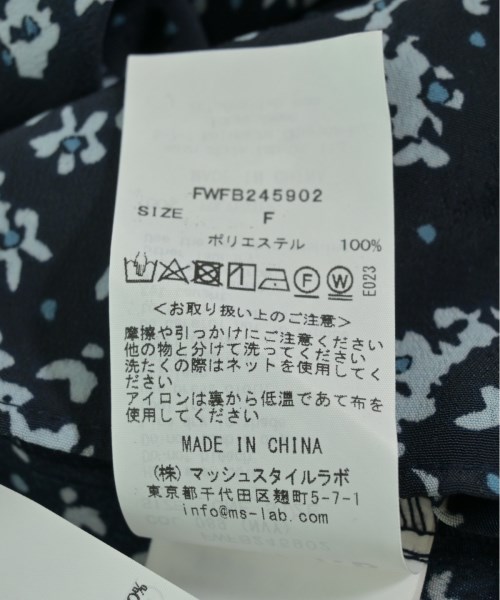 FWFB245902
SIZE F
ポリエステル 100%
F W E023
<お取り扱い上のご注意>
摩擦や引っかけにご注意ください
他の物と分けて洗ってください
洗たくの際はネットを使用してく
ださい
アイロンは裏から低温であて布を
使用してください
MADE IN CHINA
(株)マッシュスタイルラボ
東京都千代田区麹町5-7-1
info@ms-lab.com